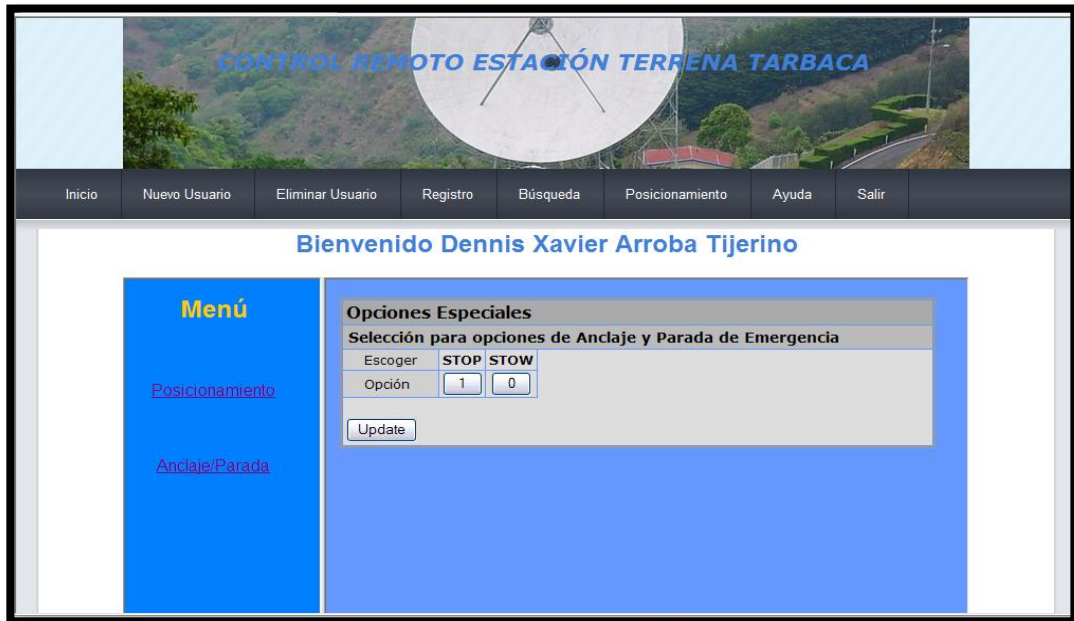 CONTROL REMOTO ESTACIÓN TERRENA TARBACA
Inicio Nuevo Usuario Eliminar Usuario Registro Búsqueda Posicionamiento Ayuda Salir
Bienvenido Dennis Xavier Arroba Tijerino
Menú
Posicionamiento
Anclaje/Parada
Opciones Especiales
Selección para opciones de Anclaje y Parada de Emergencia
Escoger STOP STOW
Opción 1 0
Update